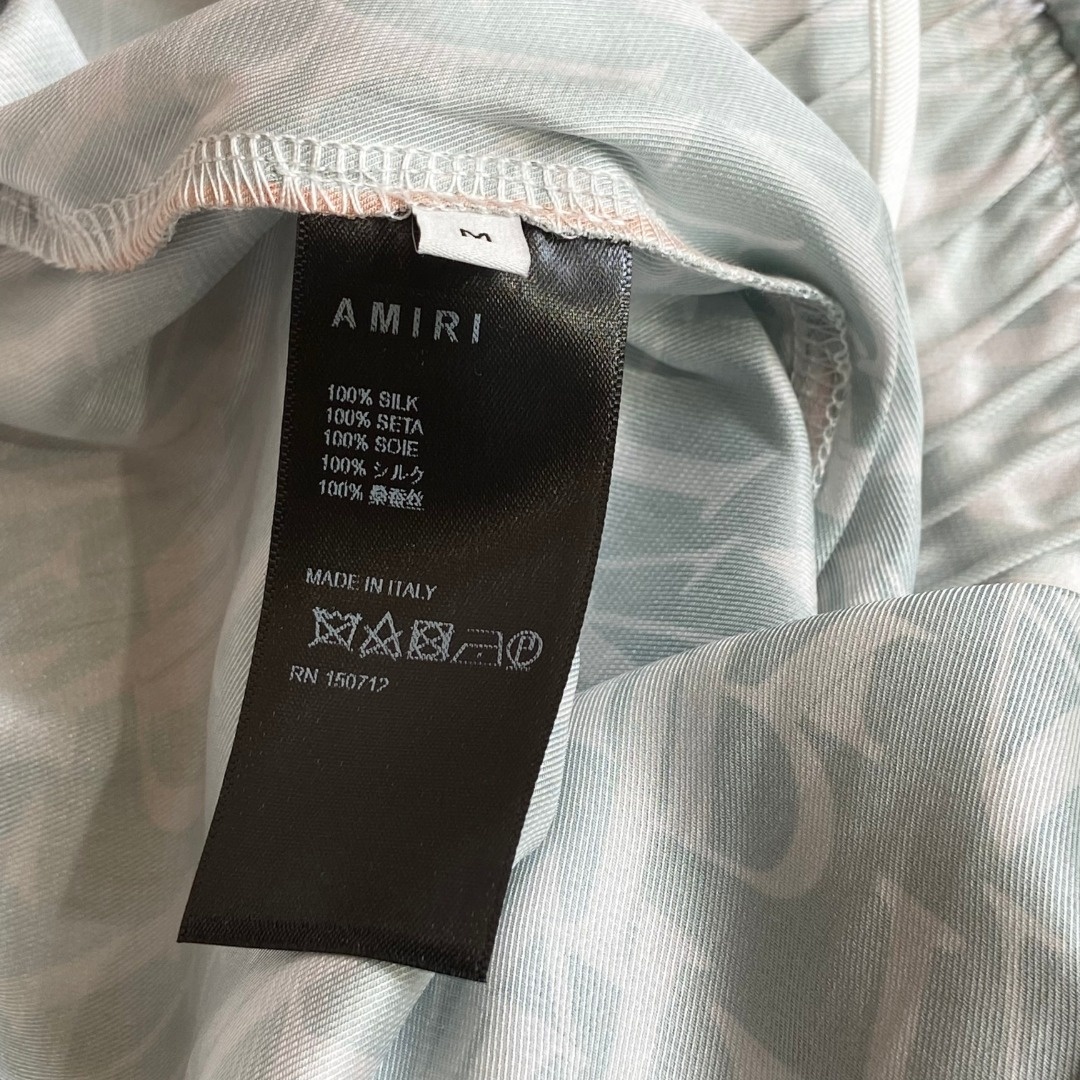 M
AMIRI
100% SILK
100% SETA
100% SOIE
100% シルク
100% 桑蚕丝
MADE IN ITALY
RN 150712